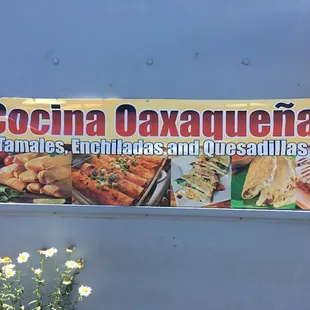 Cocina Oaxaqueña
Tamales, Enchiladas and Quesadillas